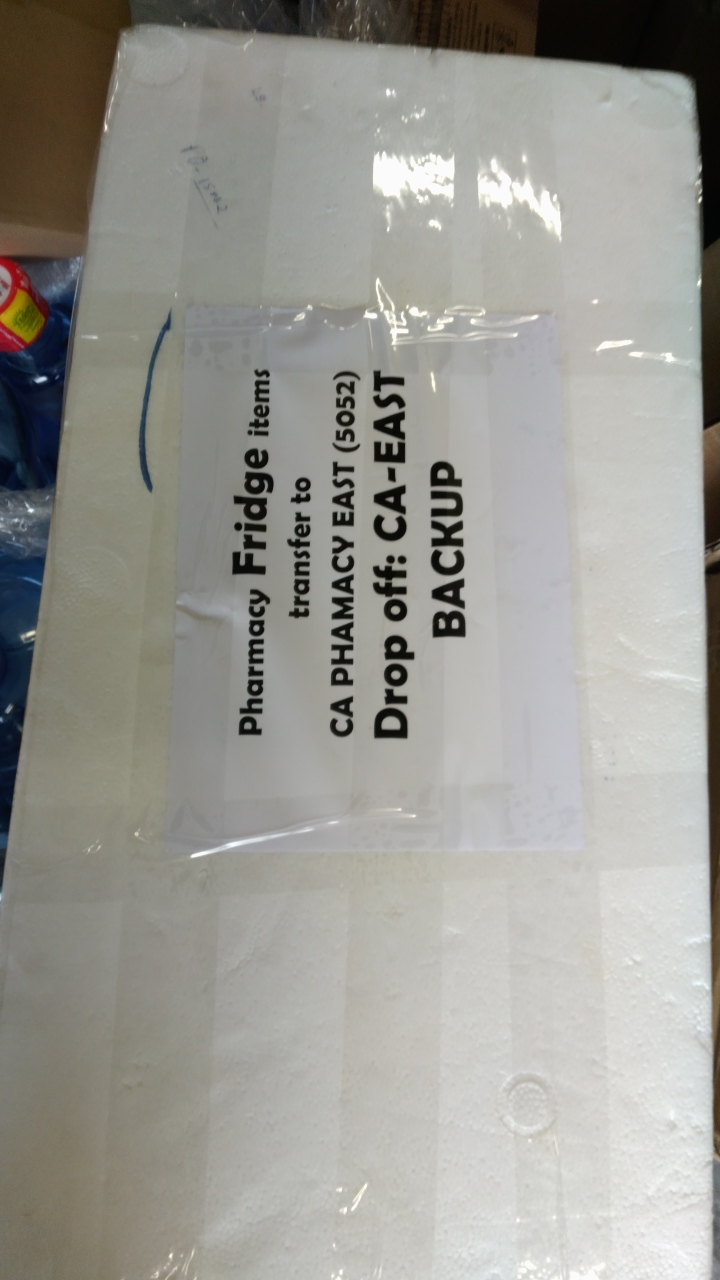 Pharmacy Fridge items
transfer to
CA PHAMACY EAST (5052)
Drop off: CA-EAST
BACKUP